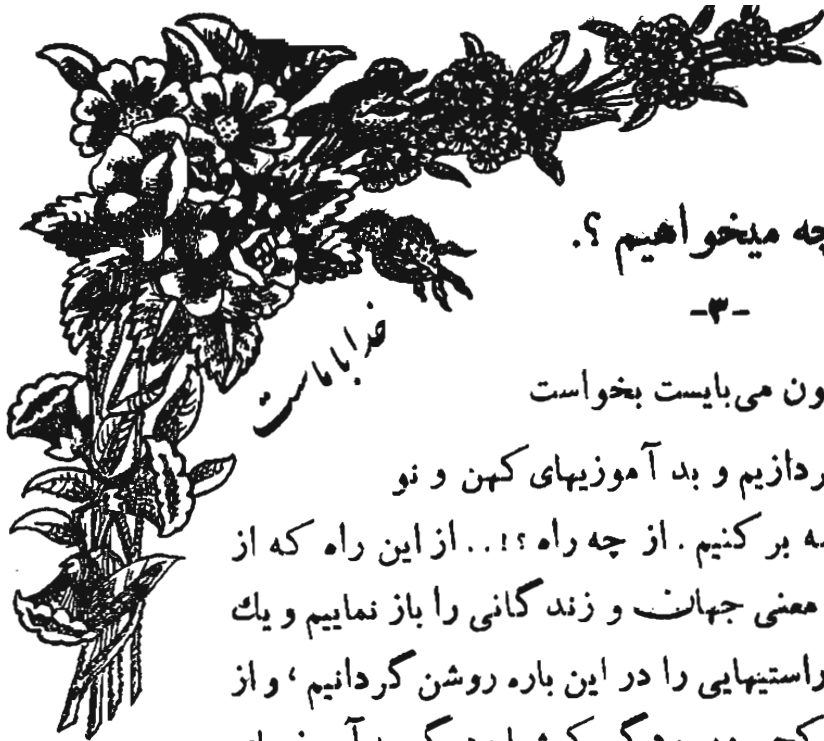 چه میخواهیم ؟.
-۳-
خدا با ماست
ون می‌بایست بخواست
ردازیم و بد آموزیهای کهن و نو
ه بر کنیم . از چه راه ؟!.. از این راه که از
معنی جهان و زندگانی را باز نماییم و یك
راستیهایی را در این باره روشن گردانیم ، و از